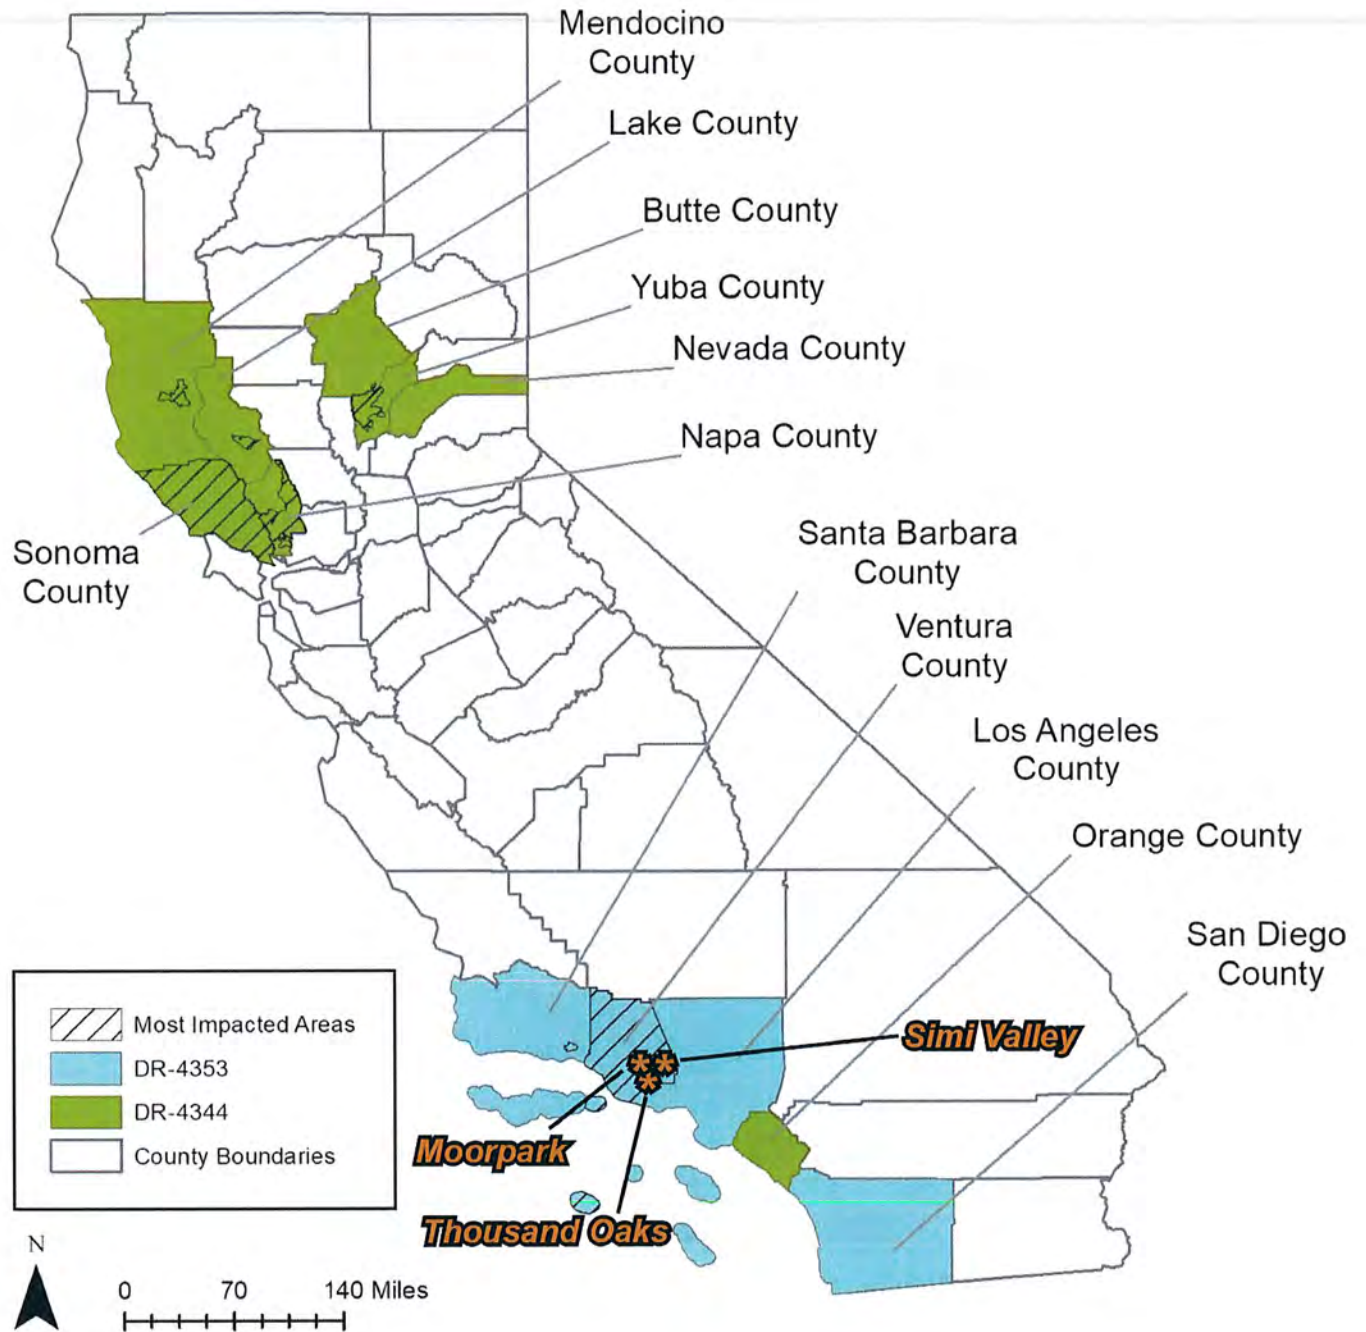 Mendocino
County
Lake County
Butte County
Yuba County
Nevada County
Napa County
Sonoma
County
Santa Barbara
County
Ventura
County
Los Angeles
County
Orange County
San Diego
County
Simi Valley
Moorpark
Thousand Oaks
Most Impacted Areas
DR-4353
DR-4344
County Boundaries
N
0 70 140 Miles